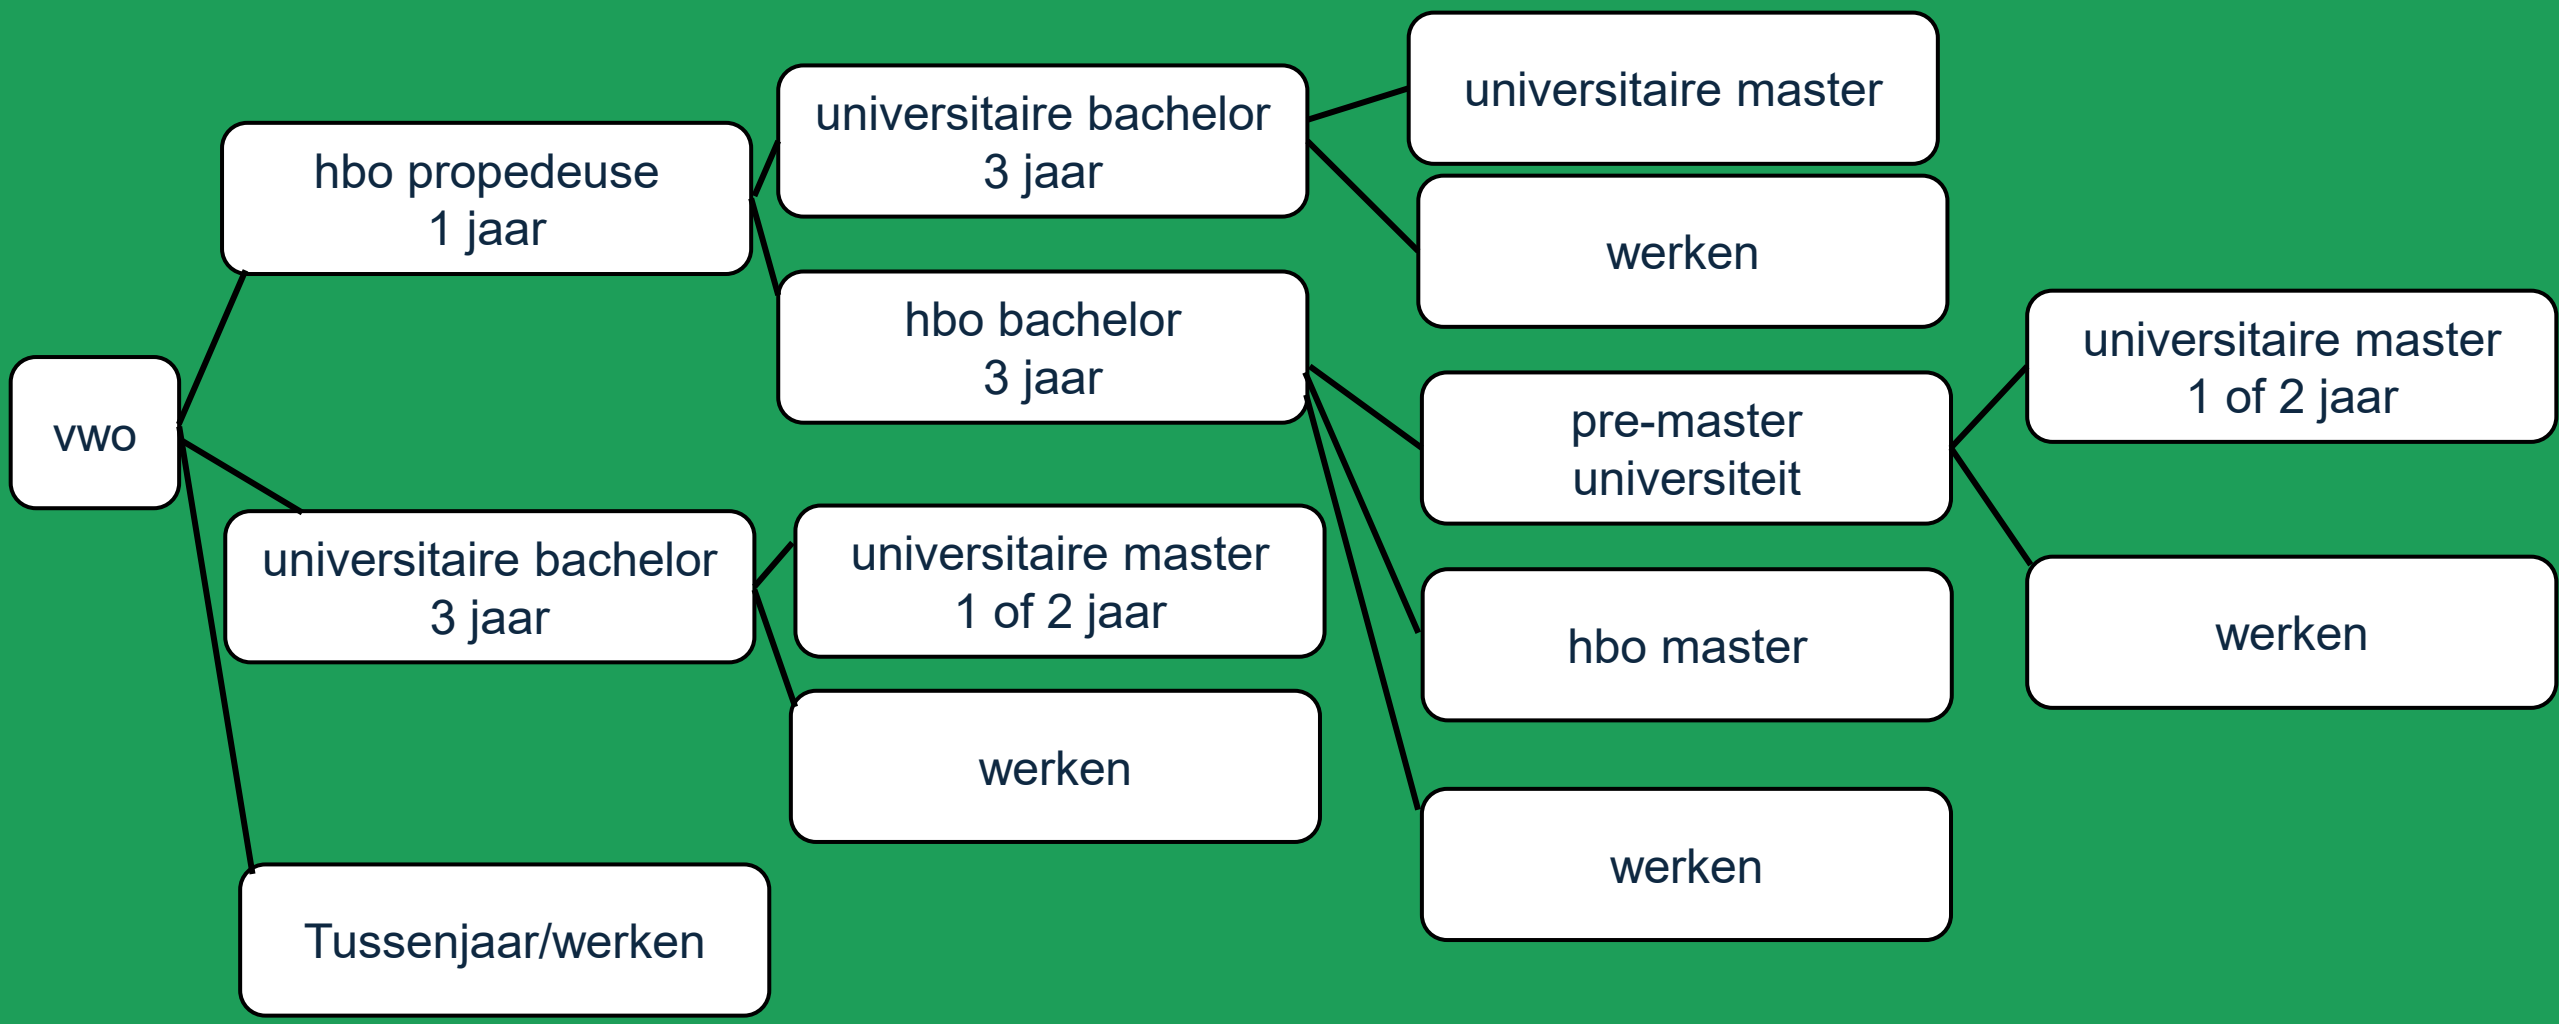 vwo
hbo propedeuse
1 jaar
universitaire bachelor
3 jaar
Tussenjaar/werken
universitaire bachelor
3 jaar
hbo bachelor
3 jaar
universitaire master
1 of 2 jaar
werken
universitaire master
werken
pre-master
universiteit
hbo master
werken
universitaire master
1 of 2 jaar
werken